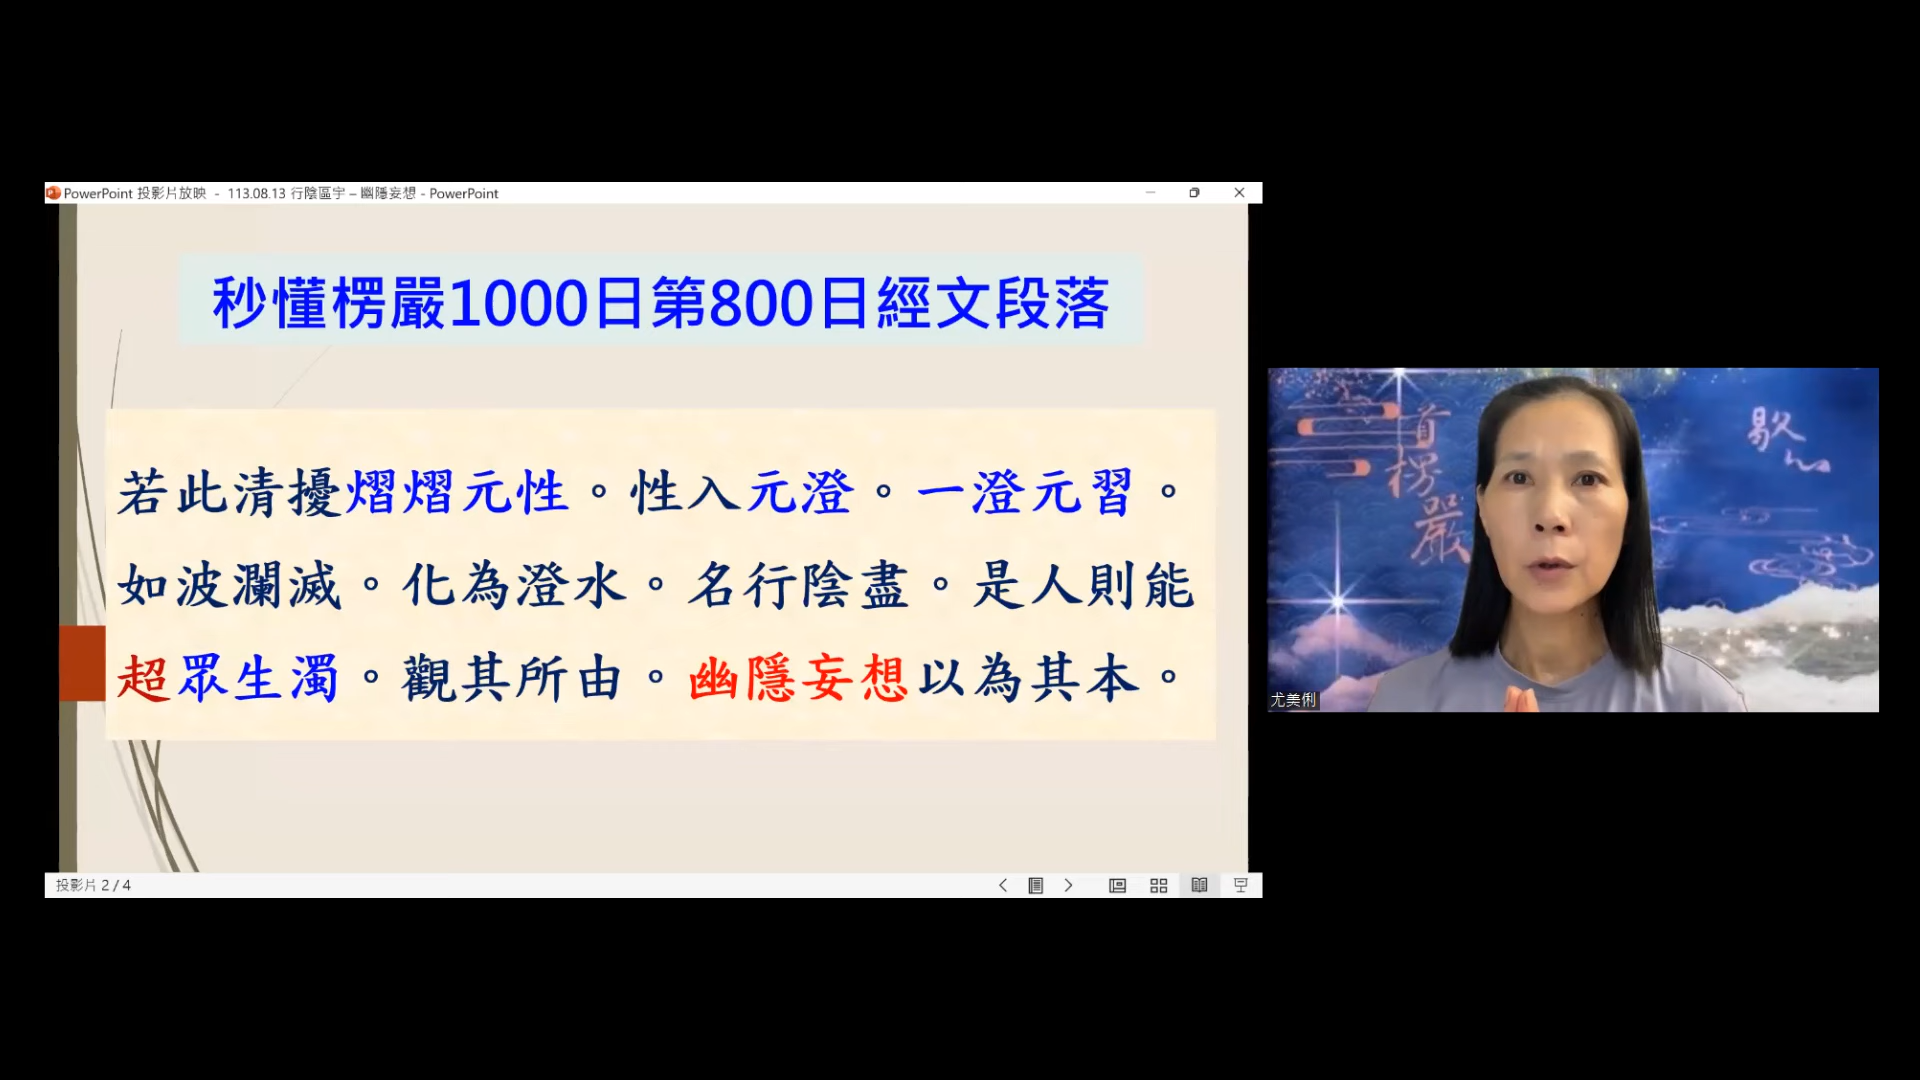 PowerPoint 投影片放映 - 113.08.13 行陰區宇 – 幽隱妄想 - PowerPoint
秒懂楞嚴1000日第800日經文段落
若此清擾熠熠元性。性入元澄。一澄元習。
如波瀾滅。化為澄水。名行陰盡。是人則能
超眾生濁。觀其所由。幽隱妄想以為其本。
投影片 2 / 4
首楞嚴
尤美俐